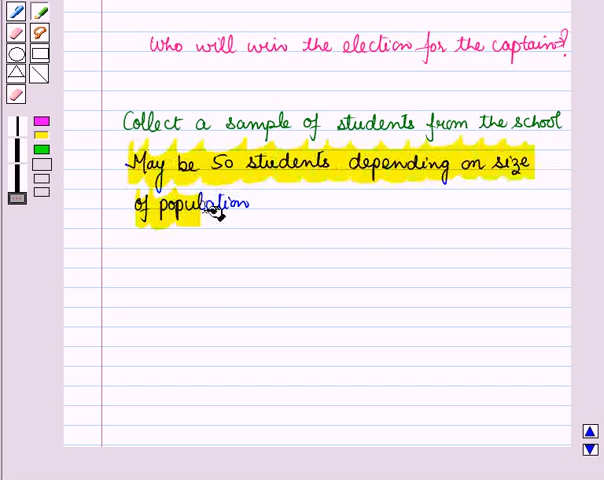 Who will win the election for the captain?
Collect a sample of students from the school
May be 50 students depending on size
of population